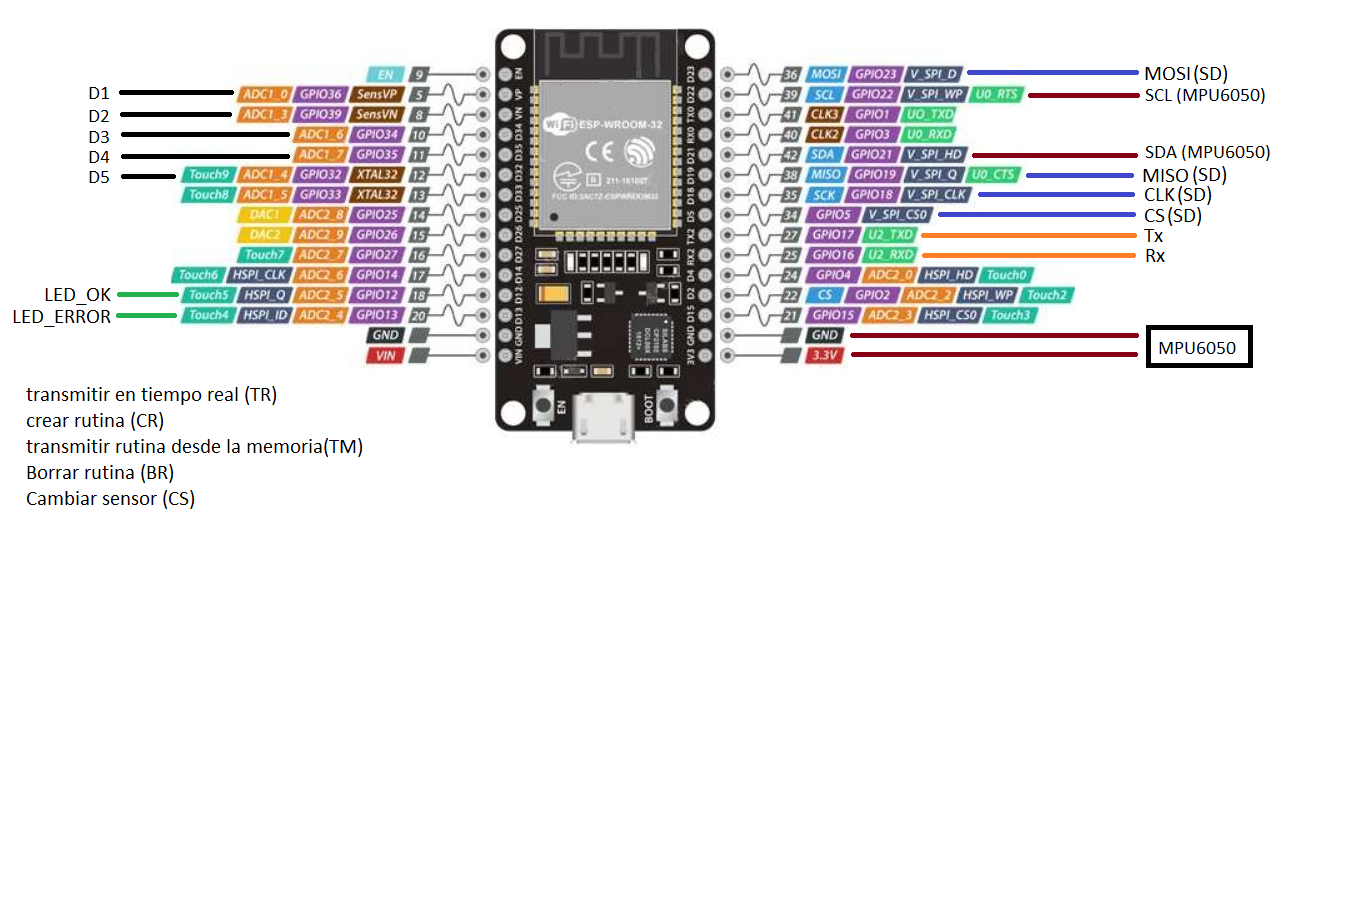 EN 9
D1 ADC1_0 GPIO36 SensVP 5
D2 ADC1_3 GPIO39 SensVN 8
D3 ADC1_6 GPIO34 10
D4 ADC1_7 GPIO35 11
D5 Touch9 ADC1_4 GPIO32 XTAL32 12
Touch8 ADC1_5 GPIO33 XTAL32 13
DAC1 ADC2_8 GPIO25 14
DAC2 ADC2_9 GPIO26 15
Touch7 ADC2_7 GPIO27 16
Touch6 HSPI_CLK ADC2_6 GPIO14 17
LED_OK Touch5 HSPI_Q ADC2_5 GPIO12 18
LED_ERROR Touch4 HSPI_ID ADC2_4 GPIO13 20
GND
VIN
EN
VP
VN
D34
D35
D32
D33
D25
D26
D27
D14
D12
D13
GND
VIN
WiFi ESP-WROOM-32
CE
R 211-161007
FCC ID:2AC7Z-ESPWROOM32
SILABS
CP2102
EN
BOOT
D23
D22
TX0
RX0
D21
D19
D18
D5
TX2
RX2
D4
D2
D15
GND
3V3
36 MOSI GPIO23 V_SPI_D MOSI(SD)
39 SCL GPIO22 V_SPI_WP U0_RTS SCL (MPU6050)
41 CLK3 GPIO1 UO_TXD
40 CLK2 GPIO3 U0_RXD
42 SDA GPIO21 V_SPI_HD SDA (MPU6050)
38 MISO GPIO19 V_SPI_Q U0_CTS MISO (SD)
35 SCK GPIO18 V_SPI_CLK CLK(SD)
34 GPIO5 V_SPI_CS0 CS(SD)
27 GPIO17 U2_TXD Tx
25 GPIO16 U2_RXD Rx
24 GPIO4 ADC2_0 HSPI_HD Touch0
22 CS GPIO2 ADC2_2 HSPI_WP Touch2
21 GPIO15 ADC2_3 HSPI_CS0 Touch3
GND
3.3V
MPU6050
transmitir en tiempo real (TR)
crear rutina (CR)
transmitir rutina desde la memoria(TM)
Borrar rutina (BR)
Cambiar sensor (CS)